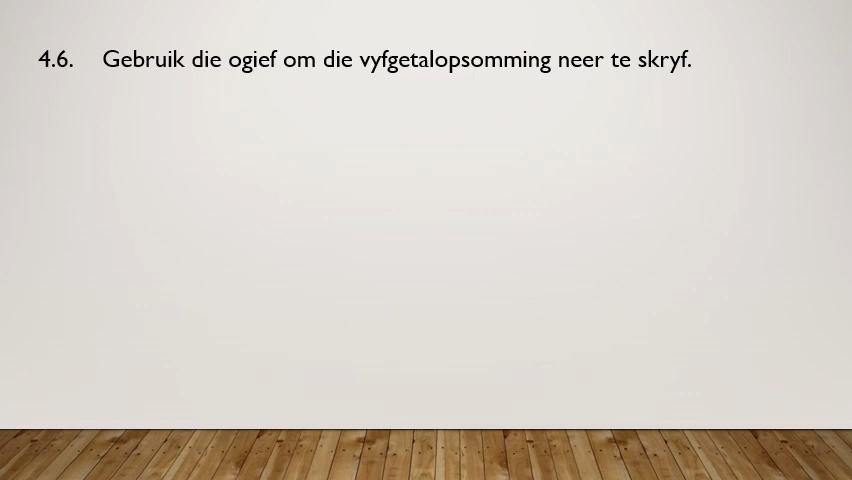 4.6. Gebruik die ogief om die vyfgetalopsomming neer te skryf.